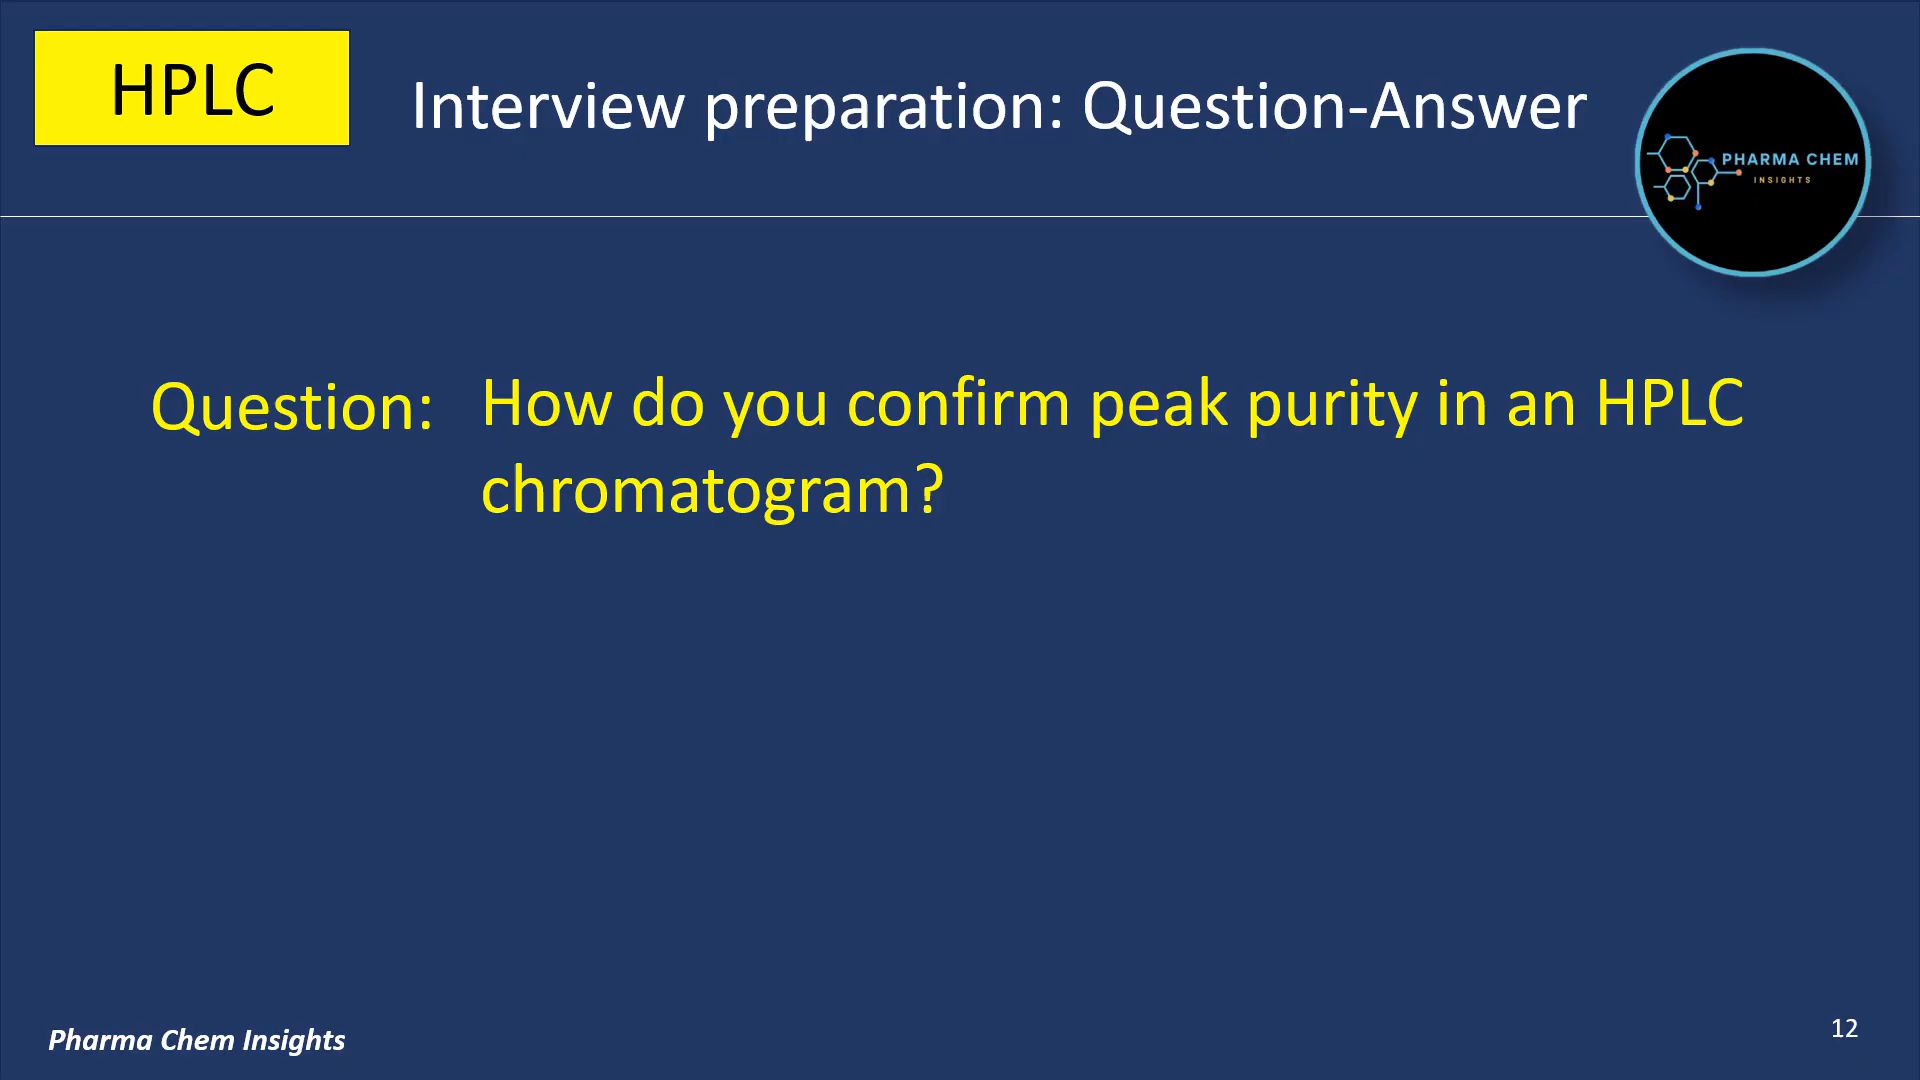 HPLC
Interview preparation: Question-Answer
PHARMA CHEM
INSIGHTS
Question: How do you confirm peak purity in an HPLC
chromatogram?
Pharma Chem Insights
12